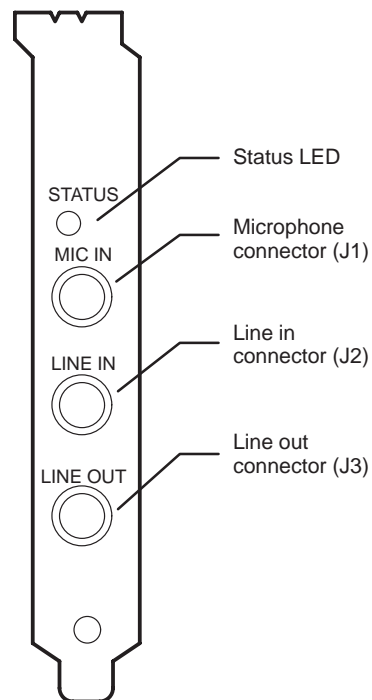 Status LED
STATUS
Microphone
connector (J1)
MIC IN
Line in
connector (J2)
LINE IN
Line out
connector (J3)
LINE OUT